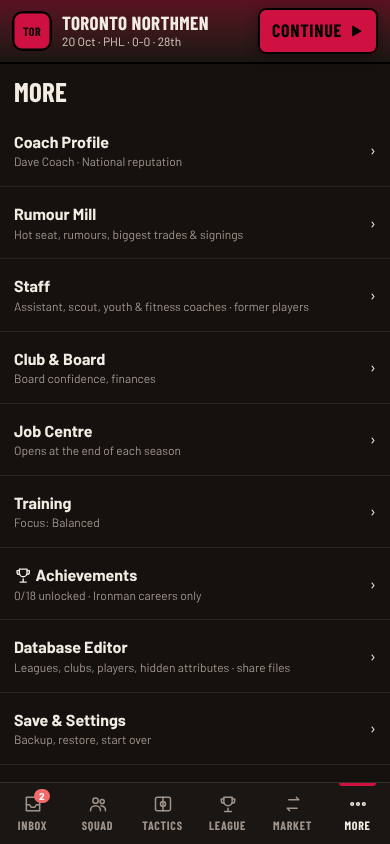 TOR
TORONTO NORTHMEN
20 Oct · PHL · 0-0 · 28th
CONTINUE
MORE
Coach Profile
Dave Coach · National reputation
Rumour Mill
Hot seat, rumours, biggest trades & signings
Staff
Assistant, scout, youth & fitness coaches · former players
Club & Board
Board confidence, finances
Job Centre
Opens at the end of each season
Training
Focus: Balanced
Achievements
0/18 unlocked · Ironman careers only
Database Editor
Leagues, clubs, players, hidden attributes · share files
Save & Settings
Backup, restore, start over
2
INBOX
SQUAD
TACTICS
LEAGUE
MARKET
MORE